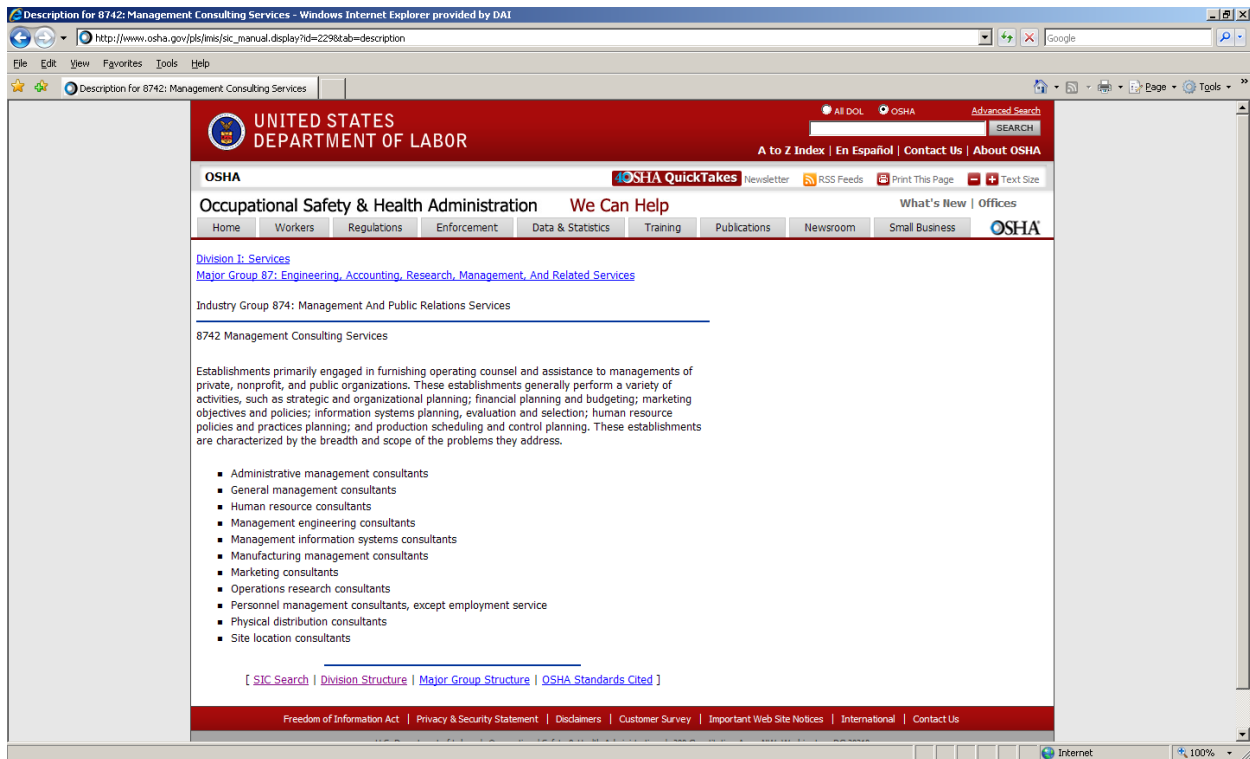 Description for 8742: Management Consulting Services - Windows Internet Explorer provided by DAI
http://www.osha.gov/pls/imis/sic_manual.display?id=229&tab=description
Google
File Edit View Favorites Tools Help
Description for 8742: Management Consulting Services
Page Tools
UNITED STATES
DEPARTMENT OF LABOR
All DOL OSHA Advanced Search
SEARCH
A to Z Index | En Español | Contact Us | About OSHA
OSHA
40 OSHA QuickTakes Newsletter RSS Feeds Print This Page Text Size
Occupational Safety & Health Administration We Can Help
What's New | Offices
Home Workers Regulations Enforcement Data & Statistics Training Publications Newsroom Small Business OSHA
Division I: Services
Major Group 87: Engineering, Accounting, Research, Management, And Related Services
Industry Group 874: Management And Public Relations Services
8742 Management Consulting Services
Establishments primarily engaged in furnishing operating counsel and assistance to managements of
private, nonprofit, and public organizations. These establishments generally perform a variety of
activities, such as strategic and organizational planning; financial planning and budgeting; marketing
objectives and policies; information systems planning, evaluation and selection; human resource
policies and practices planning; and production scheduling and control planning. These establishments
are characterized by the breadth and scope of the problems they address.
Administrative management consultants
General management consultants
Human resource consultants
Management engineering consultants
Management information systems consultants
Manufacturing management consultants
Marketing consultants
Operations research consultants
Personnel management consultants, except employment service
Physical distribution consultants
Site location consultants
[ SIC Search | Division Structure | Major Group Structure | OSHA Standards Cited ]
Freedom of Information Act | Privacy & Security Statement | Disclaimers | Customer Survey | Important Web Site Notices | International | Contact Us
Internet
100%